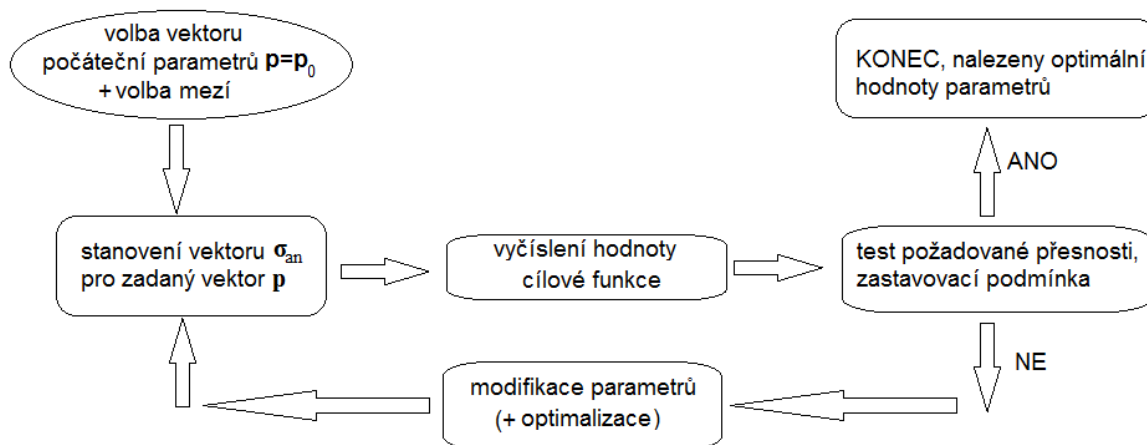 volba vektoru
počáteční parametrů p=p₀
+ volba mezí
KONEC, nalezeny optimální
hodnoty parametrů
ANO
stanovení vektoru σan
pro zadaný vektor p
vyčíslení hodnoty
cílové funkce
test požadované přesnosti,
zastavovací podmínka
NE
modifikace parametrů
(+ optimalizace)